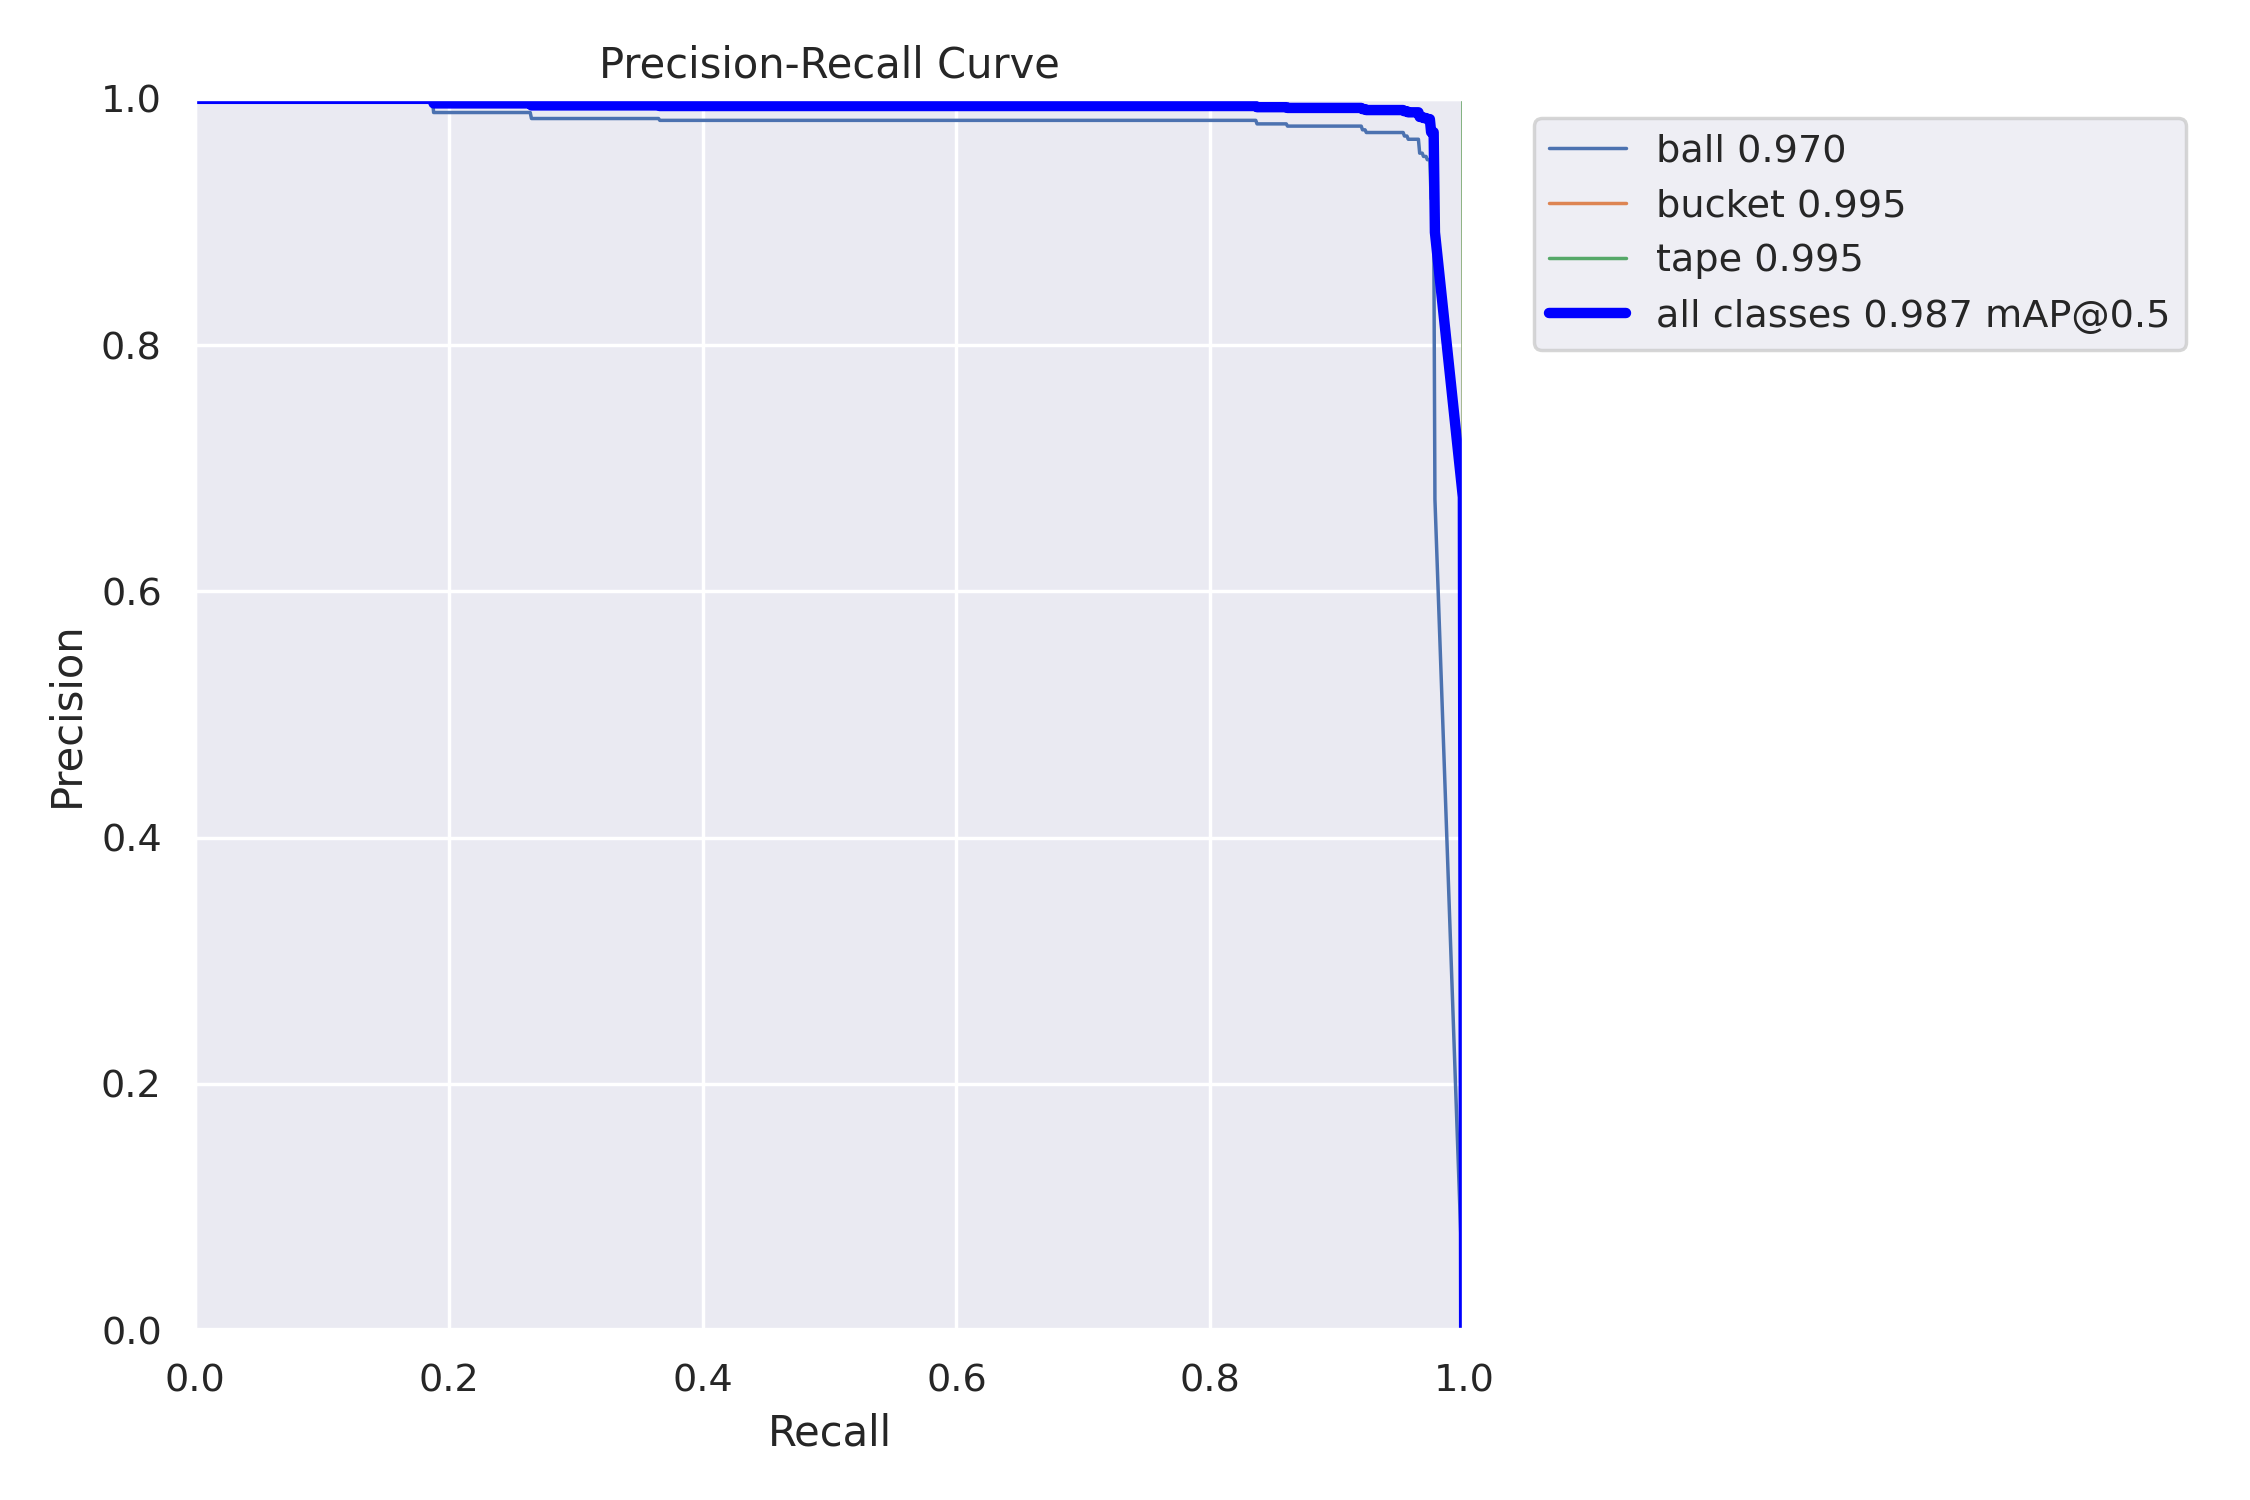 Precision-Recall Curve
1.0
0.8
0.6
0.4
0.2
0.0
Precision
0.0 0.2 0.4 0.6 0.8 1.0
Recall
ball 0.970
bucket 0.995
tape 0.995
all classes 0.987 mAP@0.5